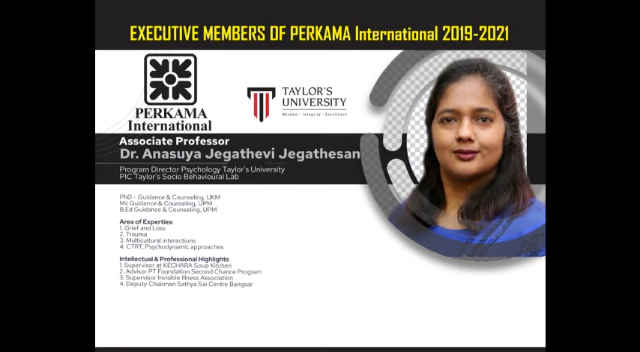 EXECUTIVE MEMBERS OF PERKAMA International 2019-2021
PERKAMA
International
TAYLOR'S
UNIVERSITY
Wisdom · Integrity · Excellence
Associate Professor
Dr. Anasuya Jegathevi Jegathesan
Program Director Psychology Taylor's University
PIC Taylor's Socio Behavioural Lab
PhD - Guidance & Counseling, UKM
Ms Guidance & Counseling, UPM
B.Ed Guidance & Counseling, UPM
Area of Experties:
1. Grief and Loss
2. Trauma
3. Multicultural interactions
4. CTRT, Psychodynamic approaches
Intellectual & Professional Highlights
1. Supervisor at KECHARA Soup Kitchen
2. Advisor PT Foundation Second Chance Program
3. Supervisor Invisible Illness Association
4. Deputy Chairman Sathya Sai Centre Bangsar